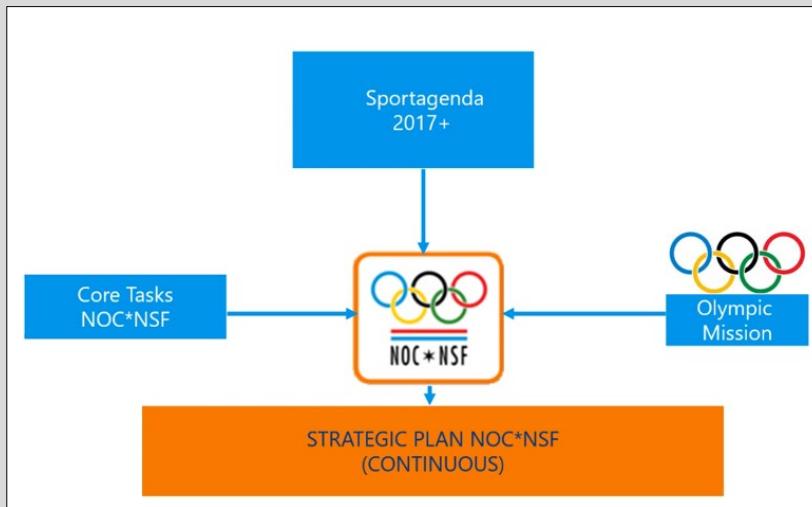 Sportagenda
2017+
Core Tasks
NOC*NSF
NOC*NSF
Olympic
Mission
STRATEGIC PLAN NOC*NSF
(CONTINUOUS)